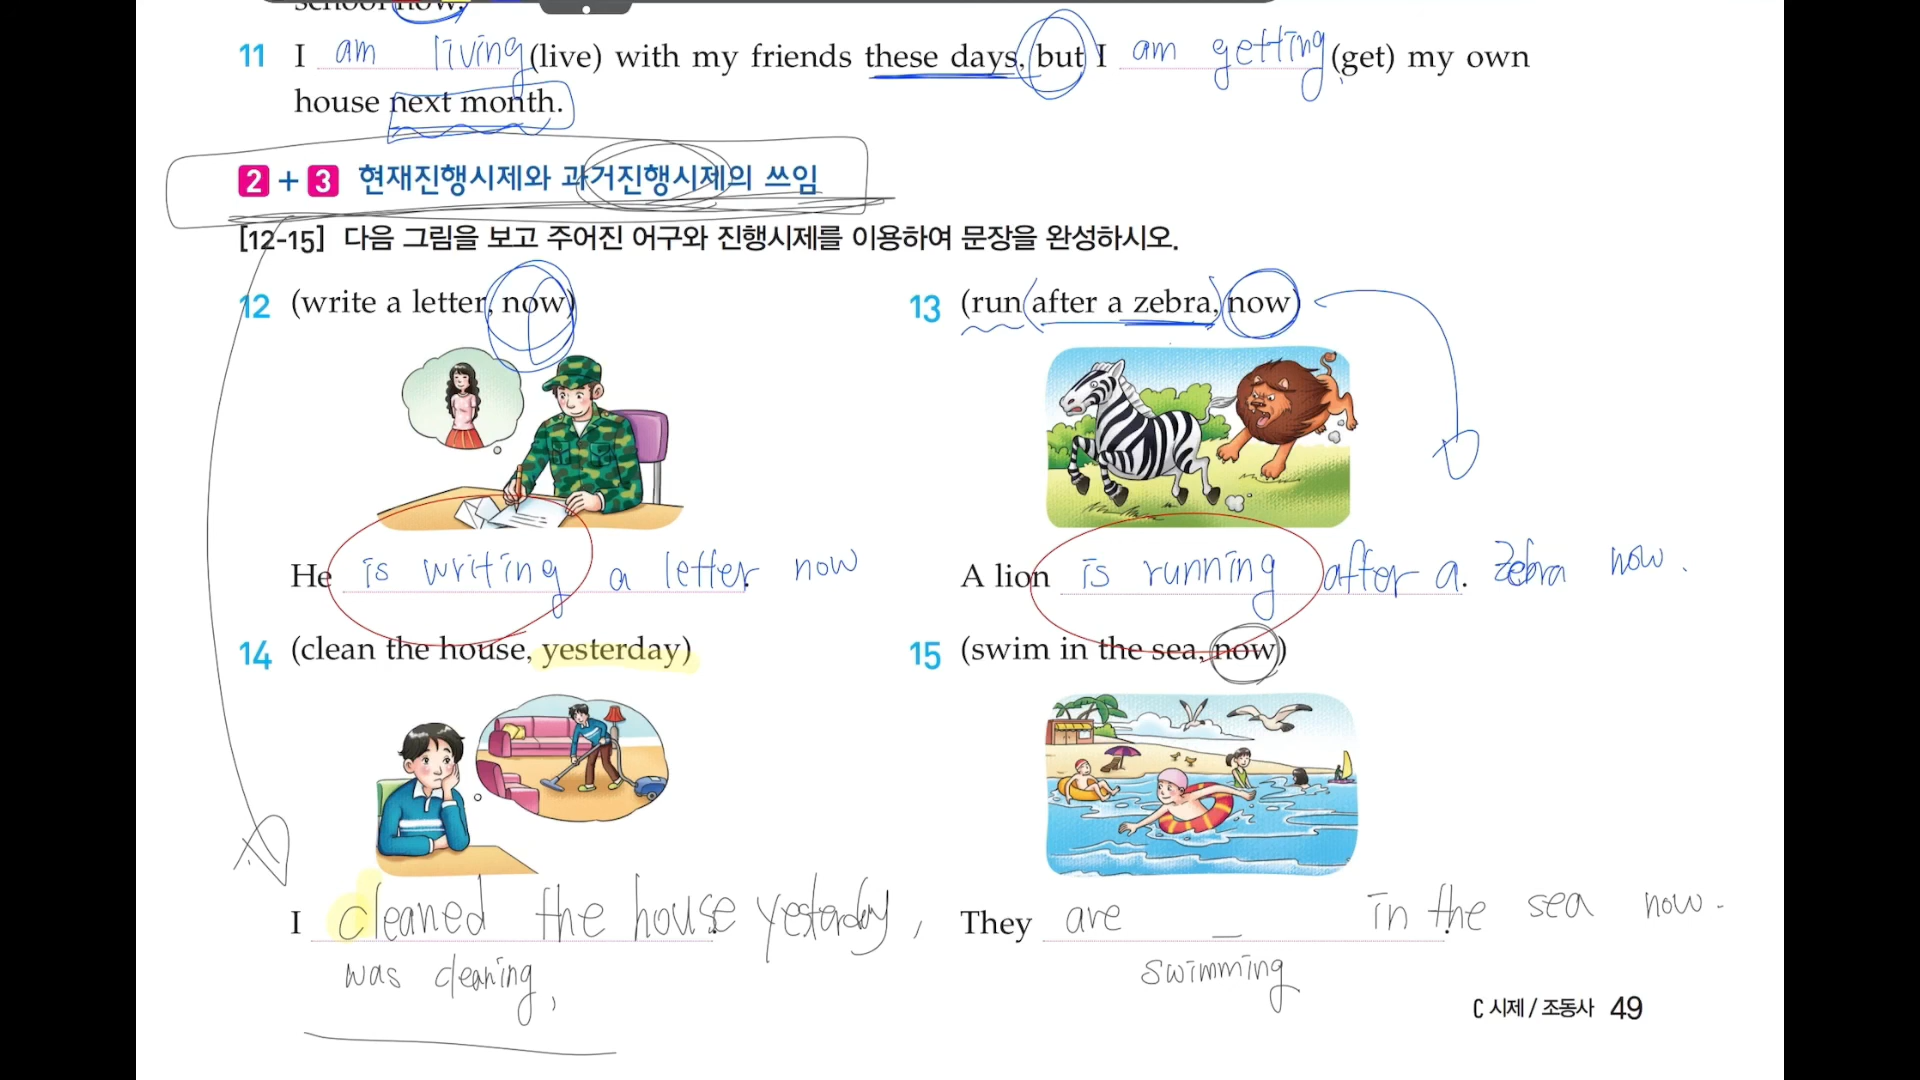 school now.
11 I am living (live) with my friends these days, but I am getting (get) my own
house next month.
2 + 3 현재진행시제와 과거진행시제의 쓰임
[12-15] 다음 그림을 보고 주어진 어구와 진행시제를 이용하여 문장을 완성하시오.
12 (write a letter, now)
13 (run after a zebra, now)
He is writing a letter now.
A lion is running after a. zebra now.
14 (clean the house, yesterday)
15 (swim in the sea, now)
I cleaned the house yesterday,
was cleaning,
They are in the sea now.
swimming
C 시제 / 조동사 49